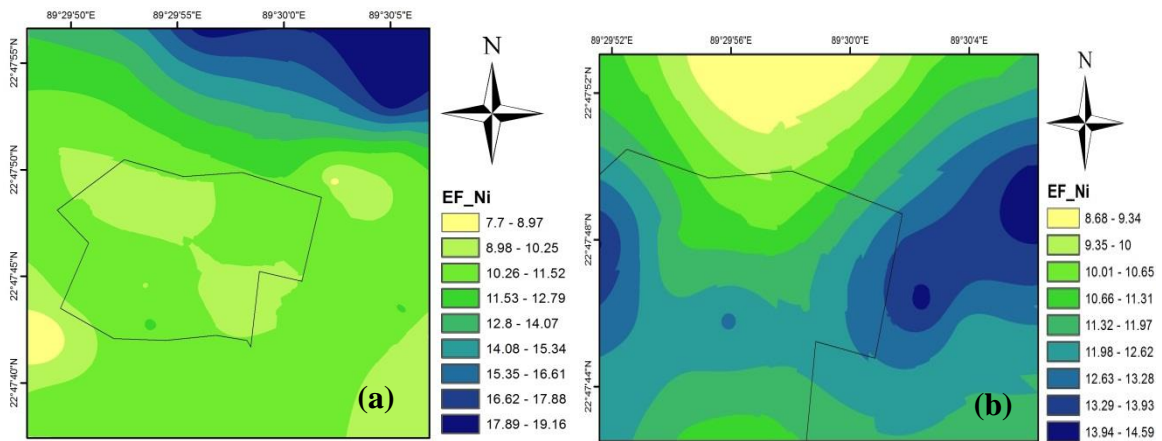 89°29'50"E 89°29'55"E 89°30'0"E 89°30'5"E
22°47'55"N
22°47'50"N
22°47'45"N
22°47'40"N
N
EF_Ni
7.7 - 8.97
8.98 - 10.25
10.26 - 11.52
11.53 - 12.79
12.8 - 14.07
14.08 - 15.34
15.35 - 16.61
16.62 - 17.88
17.89 - 19.16
(a)
89°29'52"E 89°29'56"E 89°30'0"E 89°30'4"E
22°47'52"N
22°47'48"N
22°47'44"N
N
EF_Ni
8.68 - 9.34
9.35 - 10
10.01 - 10.65
10.66 - 11.31
11.32 - 11.97
11.98 - 12.62
12.63 - 13.28
13.29 - 13.93
13.94 - 14.59
(b)